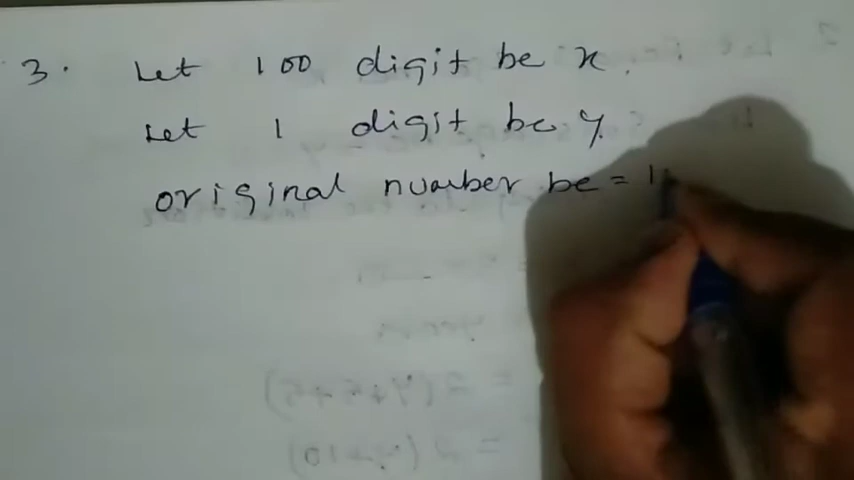 3. Let 100 digit be x.
Let 1 digit be y.
original number be = 1